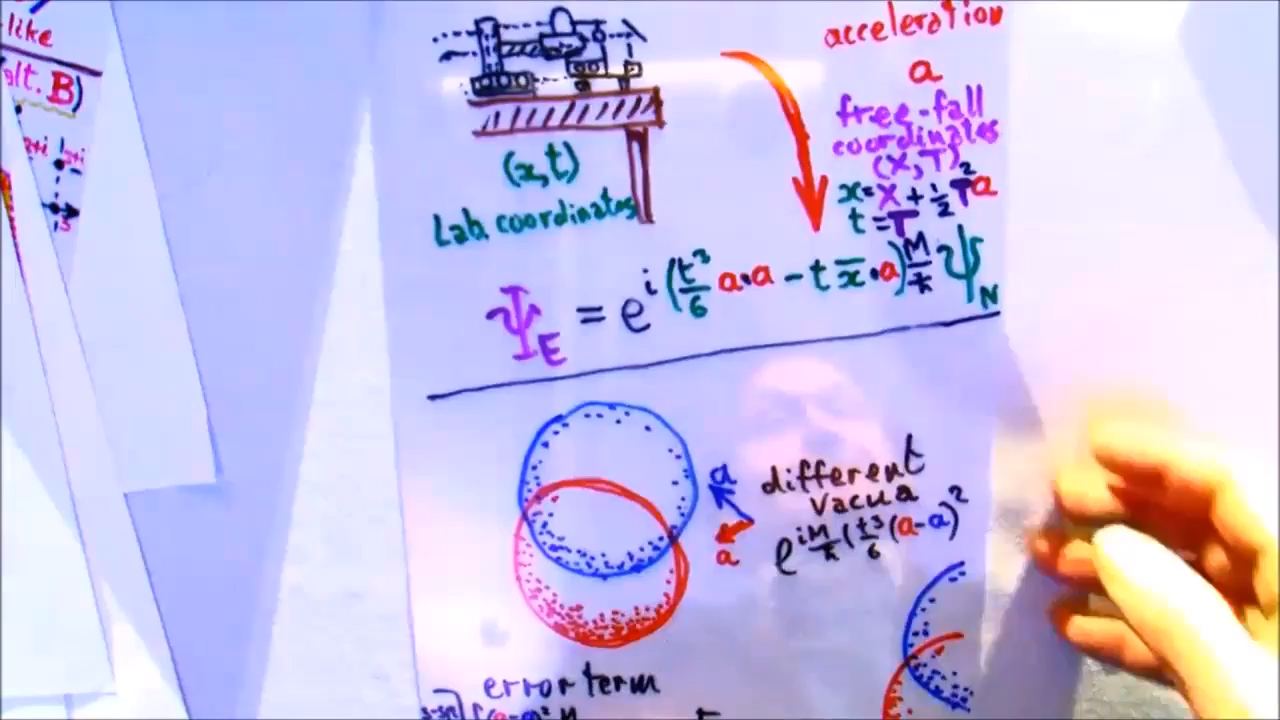 -like
alt. B)
acceleration
a
free-fall
coordinates
(X,T)
x=X+½T²a
t=T
(x,t)
Lab. coordinates
Ψ_E = e^{i(t³/6 a•a − t x̄•a)M/ħ} ψ_N
different
vacua
a
a
e^{iM/ħ(t³/6(a-a)²
error term